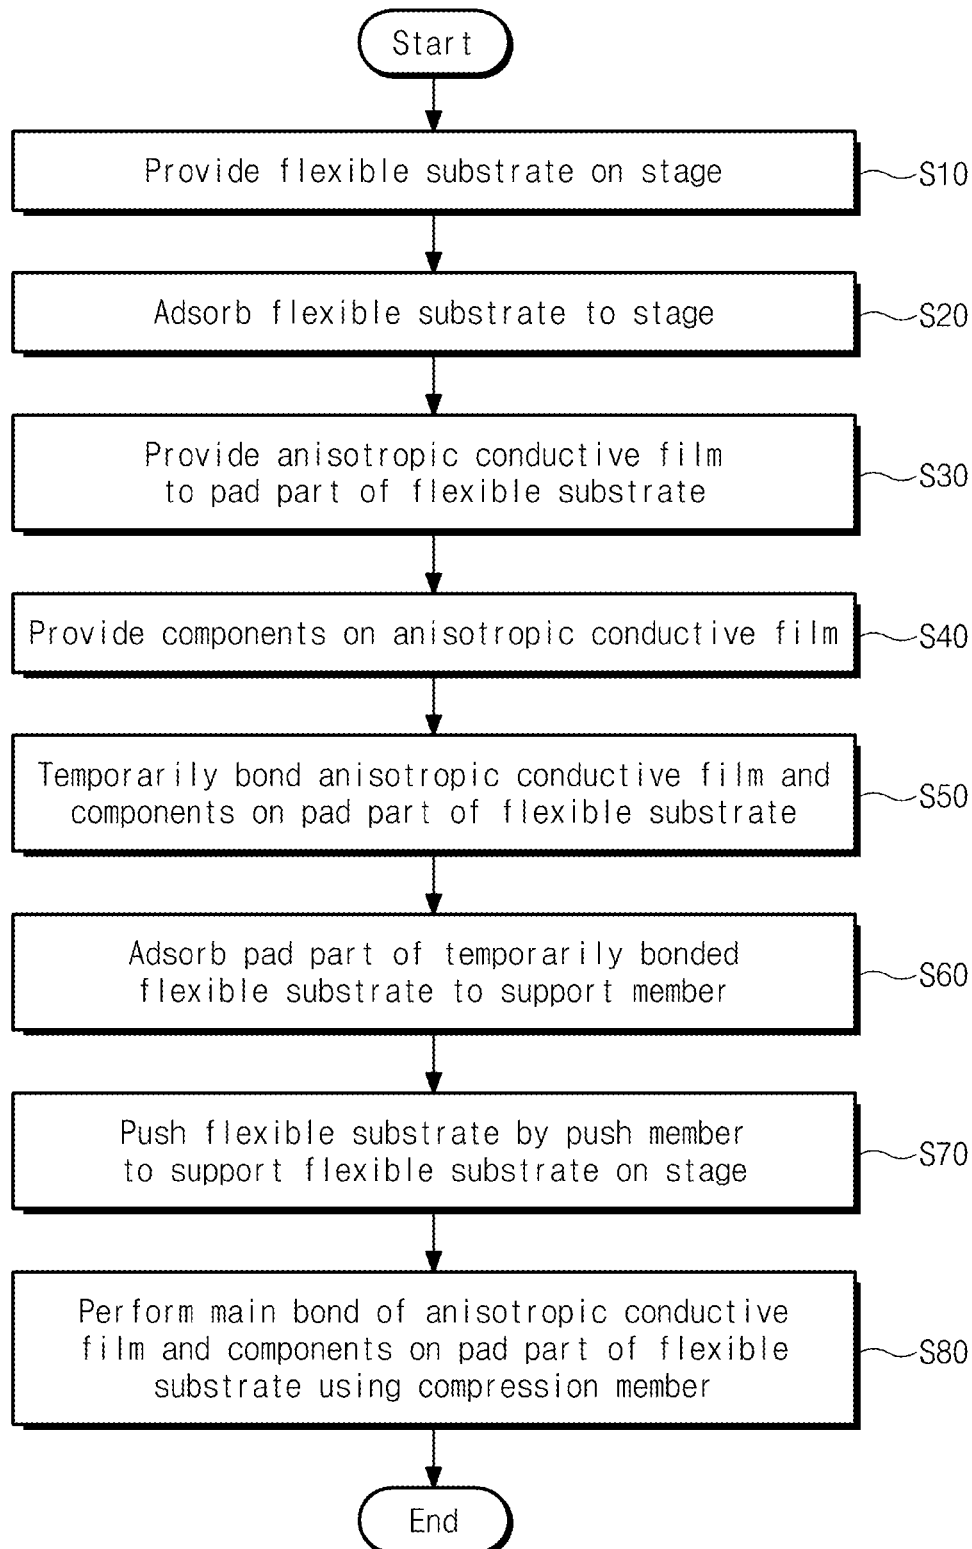 Start
Provide flexible substrate on stage
S10
Adsorb flexible substrate to stage
S20
Provide anisotropic conductive film
to pad part of flexible substrate
S30
Provide components on anisotropic conductive film
S40
Temporarily bond anisotropic conductive film and
components on pad part of flexible substrate
S50
Adsorb pad part of temporarily bonded
flexible substrate to support member
S60
Push flexible substrate by push member
to support flexible substrate on stage
S70
Perform main bond of anisotropic conductive
film and components on pad part of flexible
substrate using compression member
S80
End